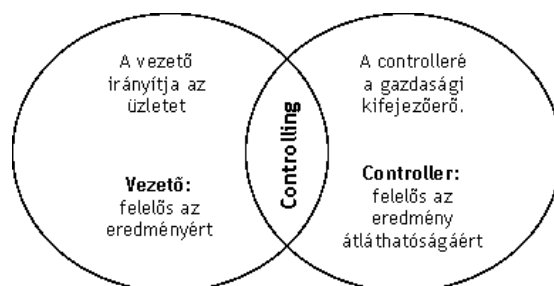 A vezető
irányítja az
üzletet
Vezető:
felelős az
eredményért
Controlling
A controlleré
a gazdasági
kifejezőerő.
Controller:
felelős az
eredmény
átláthatóságáért